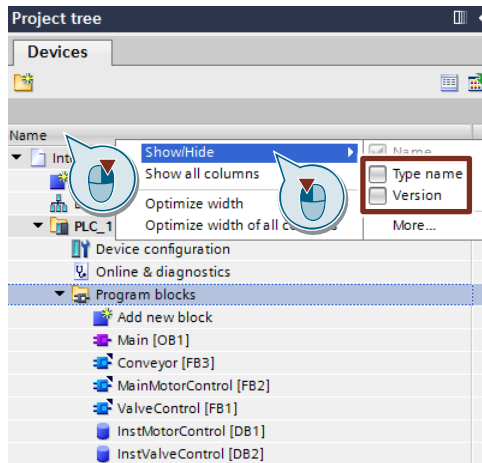 Project tree
Devices
Name
Show/Hide
Name
Int
Show all columns
Type name
Version
Optimize width
PLC_1
Optimize width of all
More...
Device configuration
Online & diagnostics
Program blocks
Add new block
Main [OB1]
Conveyor [FB3]
MainMotorControl [FB2]
ValveControl [FB1]
InstMotorControl [DB1]
InstValveControl [DB2]